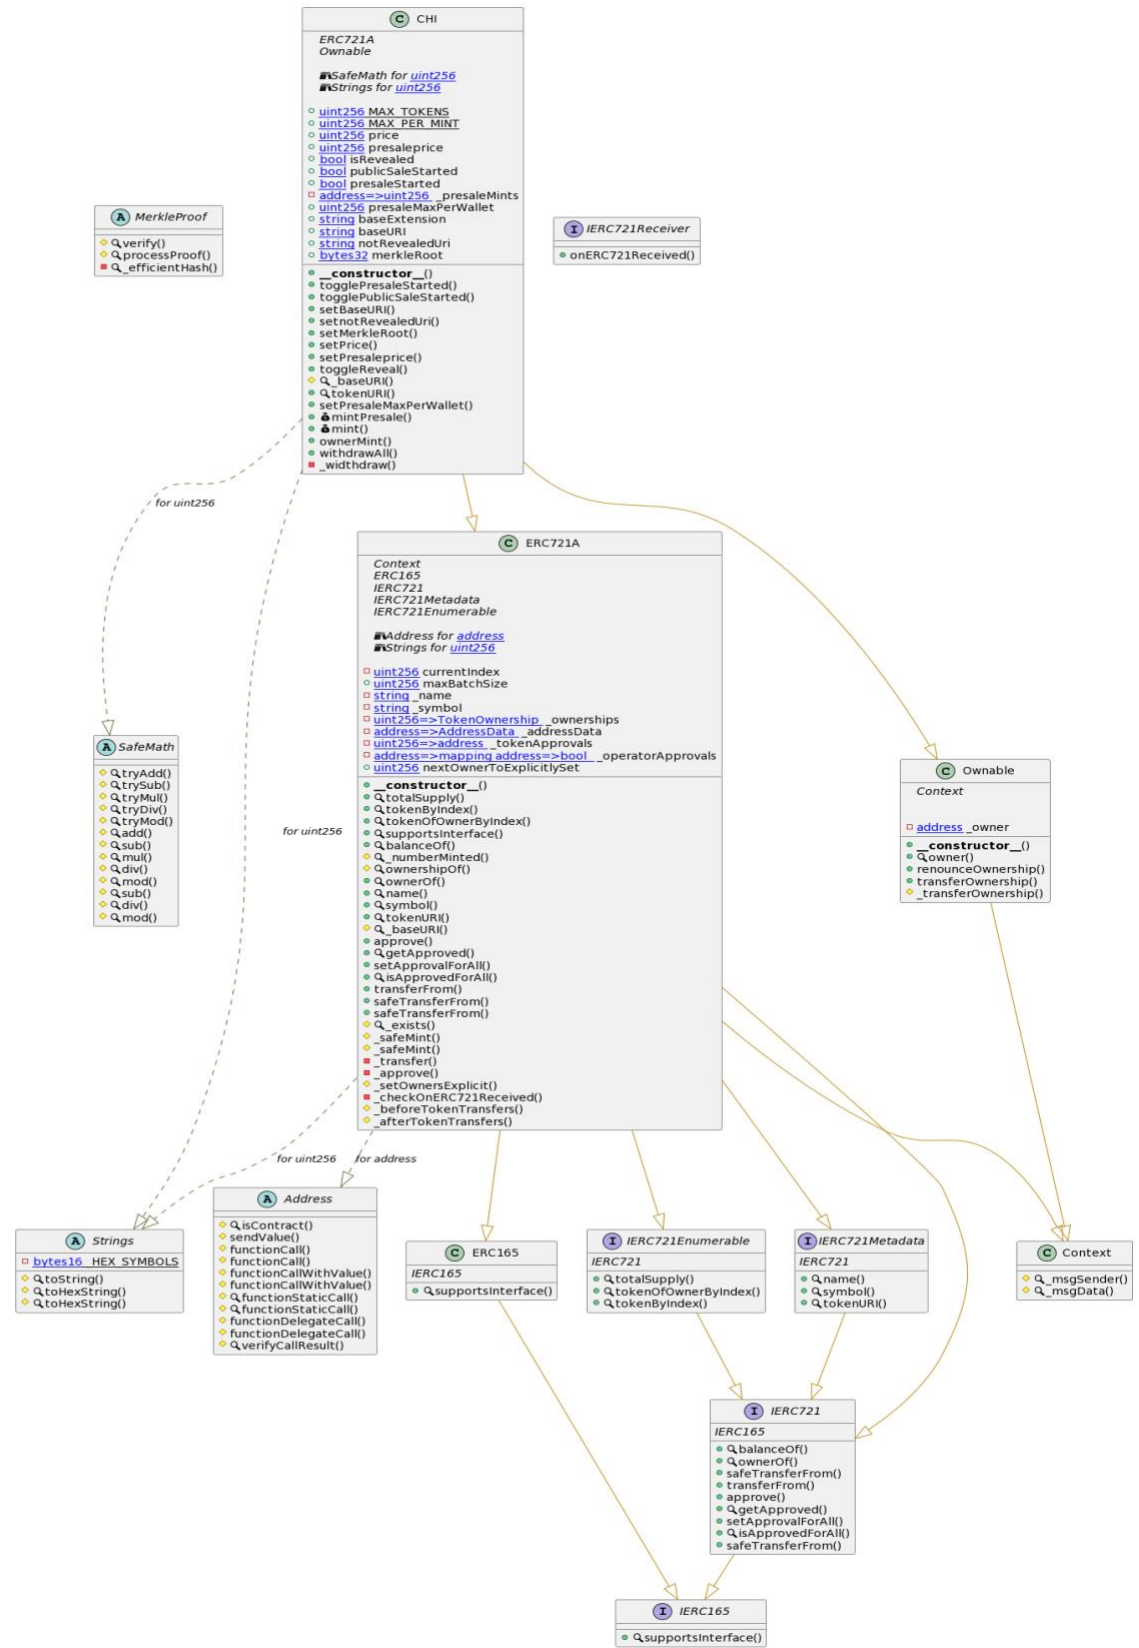 CHI
ERC721A
Ownable
SafeMath for uint256
Strings for uint256
uint256 MAX_TOKENS
uint256 MAX_PER_MINT
uint256 price
uint256 presaleprice
bool isRevealed
bool publicSaleStarted
bool presaleStarted
address=>uint256 _presaleMints
uint256 presaleMaxPerWallet
string baseExtension
string baseURI
string notRevealedUri
bytes32 merkleRoot
__constructor__()
togglePresaleStarted()
togglePublicSaleStarted()
setBaseURI()
setnotRevealedUri()
setMerkleRoot()
setPrice()
setPresaleprice()
toggleReveal()
_baseURI()
tokenURI()
setPresaleMaxPerWallet()
mintPresale()
mint()
ownerMint()
withdrawAll()
_widthdraw()
A MerkleProof
verify()
processProof()
_efficientHash()
I IERC721Receiver
onERC721Received()
for uint256
C ERC721A
Context
ERC165
IERC721
IERC721Metadata
IERC721Enumerable
Address for address
Strings for uint256
uint256 currentIndex
uint256 maxBatchSize
string _name
string _symbol
uint256=>TokenOwnership _ownerships
address=>AddressData _addressData
uint256=>address _tokenApprovals
address=>mapping address=>bool _operatorApprovals
uint256 nextOwnerToExplicitlySet
__constructor__()
totalSupply()
tokenByIndex()
tokenOfOwnerByIndex()
supportsInterface()
balanceOf()
_numberMinted()
ownershipOf()
ownerOf()
name()
symbol()
tokenURI()
_baseURI()
approve()
getApproved()
setApprovalForAll()
isApprovedForAll()
transferFrom()
safeTransferFrom()
safeTransferFrom()
_exists()
_safeMint()
_safeMint()
_transfer()
_approve()
_setOwnersExplicit()
_checkOnERC721Received()
_beforeTokenTransfers()
_afterTokenTransfers()
A SafeMath
tryAdd()
trySub()
tryMul()
tryDiv()
tryMod()
add()
sub()
mul()
div()
mod()
sub()
div()
mod()
for uint256
C Ownable
Context
address _owner
__constructor__()
owner()
renounceOwnership()
transferOwnership()
_transferOwnership()
for uint256
for address
A Strings
bytes16 _HEX_SYMBOLS
toString()
toHexString()
toHexString()
A Address
isContract()
sendValue()
functionCall()
functionCall()
functionCallWithValue()
functionCallWithValue()
functionStaticCall()
functionStaticCall()
functionDelegateCall()
functionDelegateCall()
verifyCallResult()
C ERC165
IERC165
supportsInterface()
I IERC721Enumerable
IERC721
totalSupply()
tokenOfOwnerByIndex()
tokenByIndex()
I IERC721Metadata
IERC721
name()
symbol()
tokenURI()
C Context
_msgSender()
_msgData()
I IERC721
IERC165
balanceOf()
ownerOf()
safeTransferFrom()
transferFrom()
approve()
getApproved()
setApprovalForAll()
isApprovedForAll()
safeTransferFrom()
I IERC165
supportsInterface()